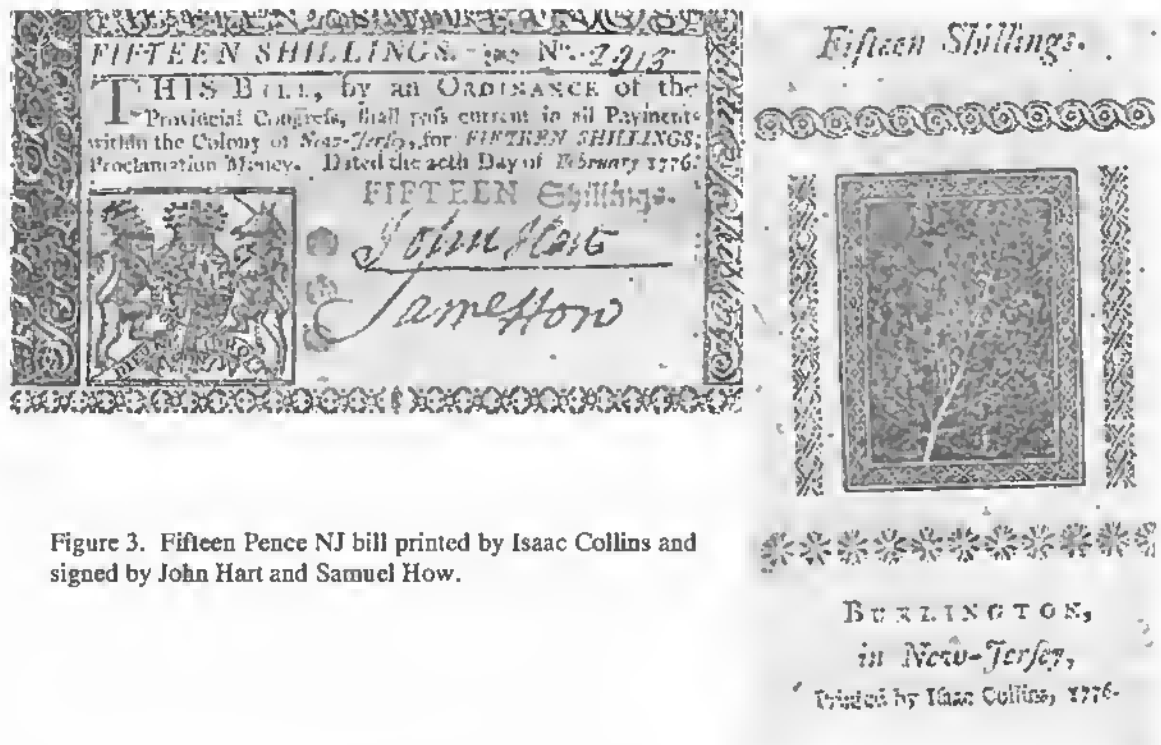 FIFTEEN SHILLINGS. No. 2913
THIS BILL, by an ORDINANCE of the
Provincial Congreſs, ſhall paſs current in all Payments
within the Colony of New-Jerſey, for FIFTEEN SHILLINGS,
Proclamation Money. Dated the 20th Day of February 1776.
FIFTEEN Shillings.
John Hart
Sam How
Fifteen Shillings.
BURLINGTON,
in New-Jerſey,
Printed by Iſaac Collins, 1776.
Figure 3. Fifteen Pence NJ bill printed by Isaac Collins and
signed by John Hart and Samuel How.